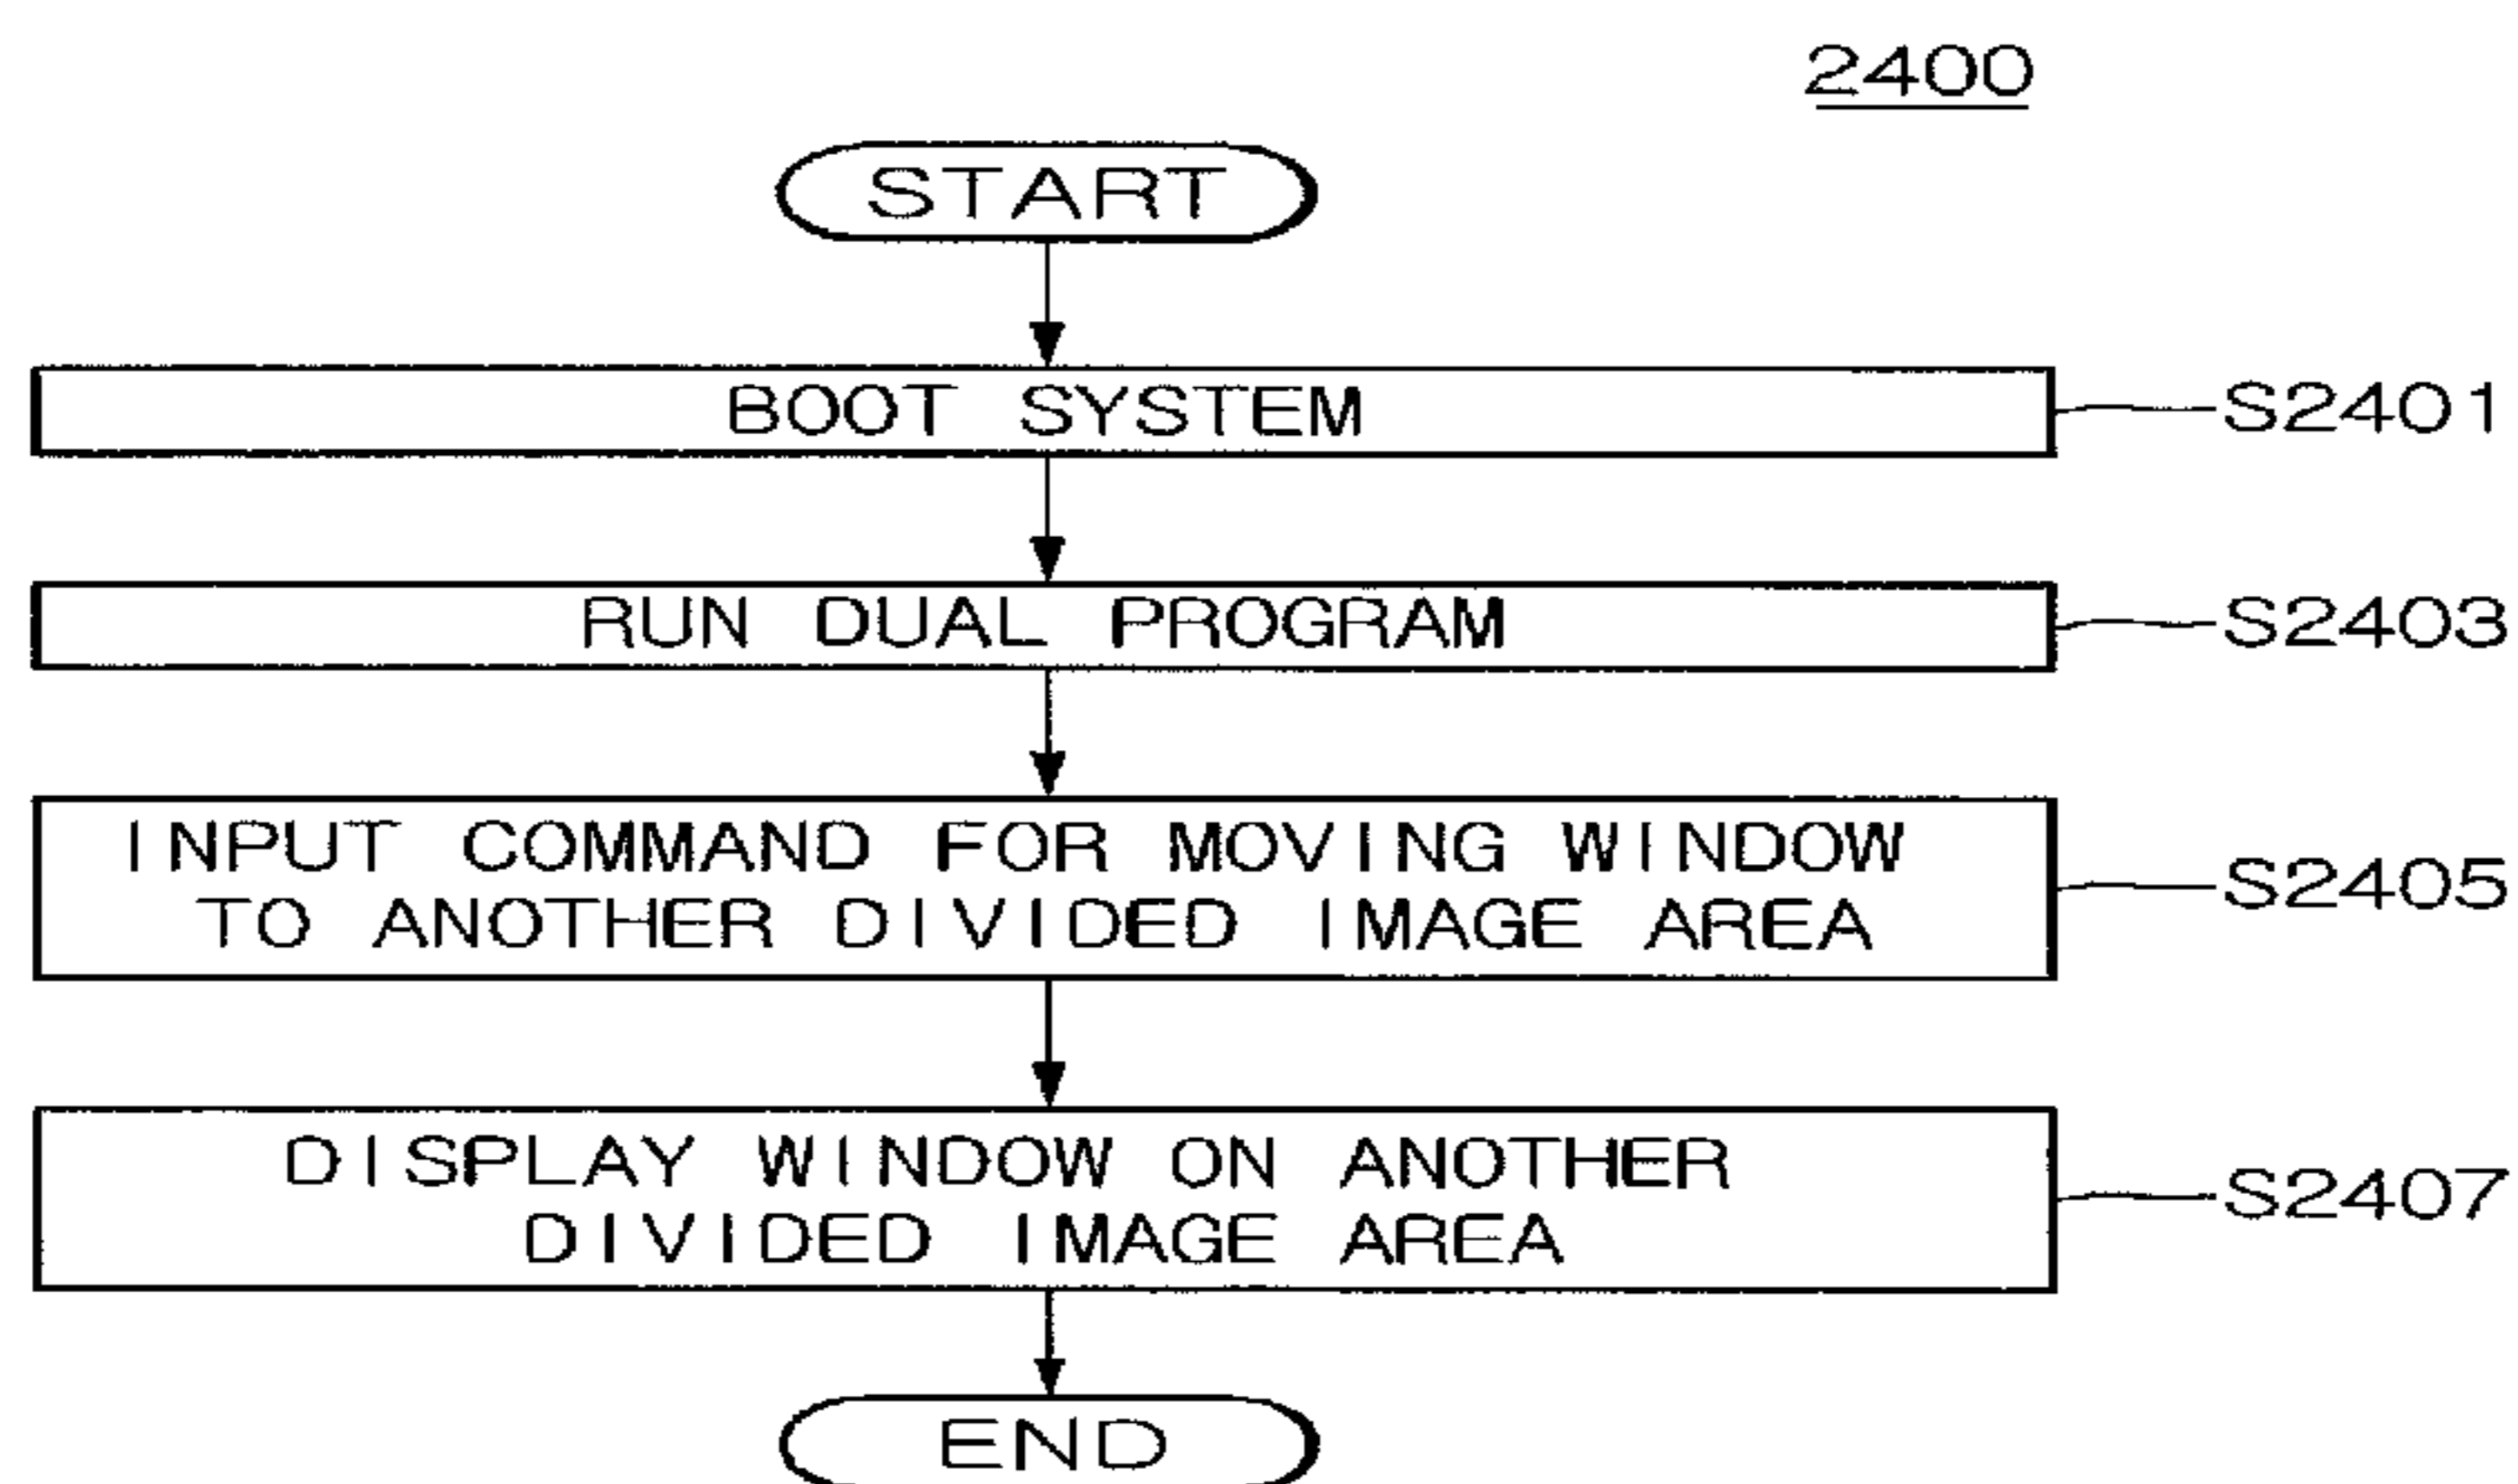 2400
START
BOOT SYSTEM
S2401
RUN DUAL PROGRAM
S2403
INPUT COMMAND FOR MOVING WINDOW
TO ANOTHER DIVIDED IMAGE AREA
S2405
DISPLAY WINDOW ON ANOTHER
DIVIDED IMAGE AREA
S2407
END